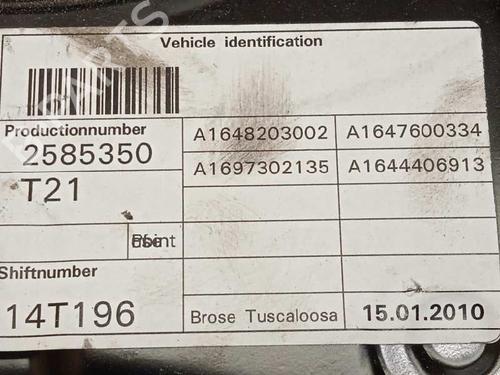 Vehicle identification
Productionnumber
2585350
A1648203002
A1647600334
T21
A1697302135
A1644406913
Shiftnumber
14T196
Brose Tuscaloosa
15.01.2010